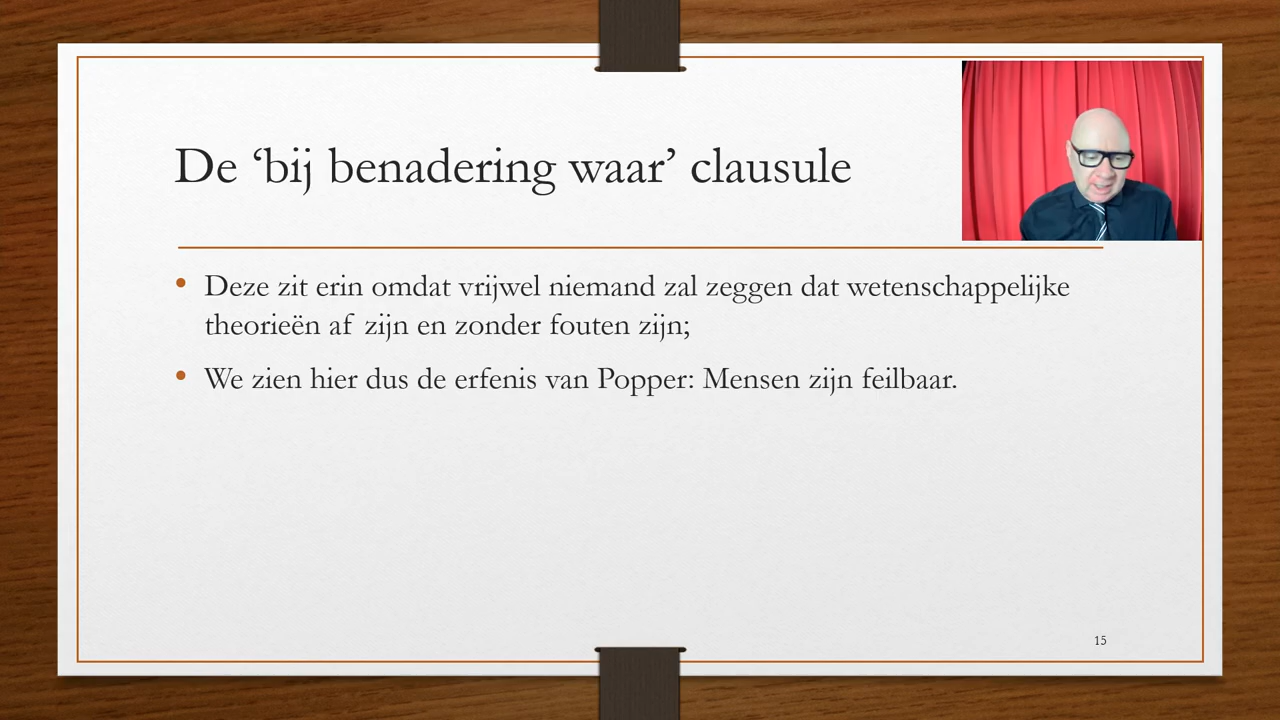 De ‘bij benadering waar’ clausule
• Deze zit erin omdat vrijwel niemand zal zeggen dat wetenschappelijke
theorieën af zijn en zonder fouten zijn;
• We zien hier dus de erfenis van Popper: Mensen zijn feilbaar.
15